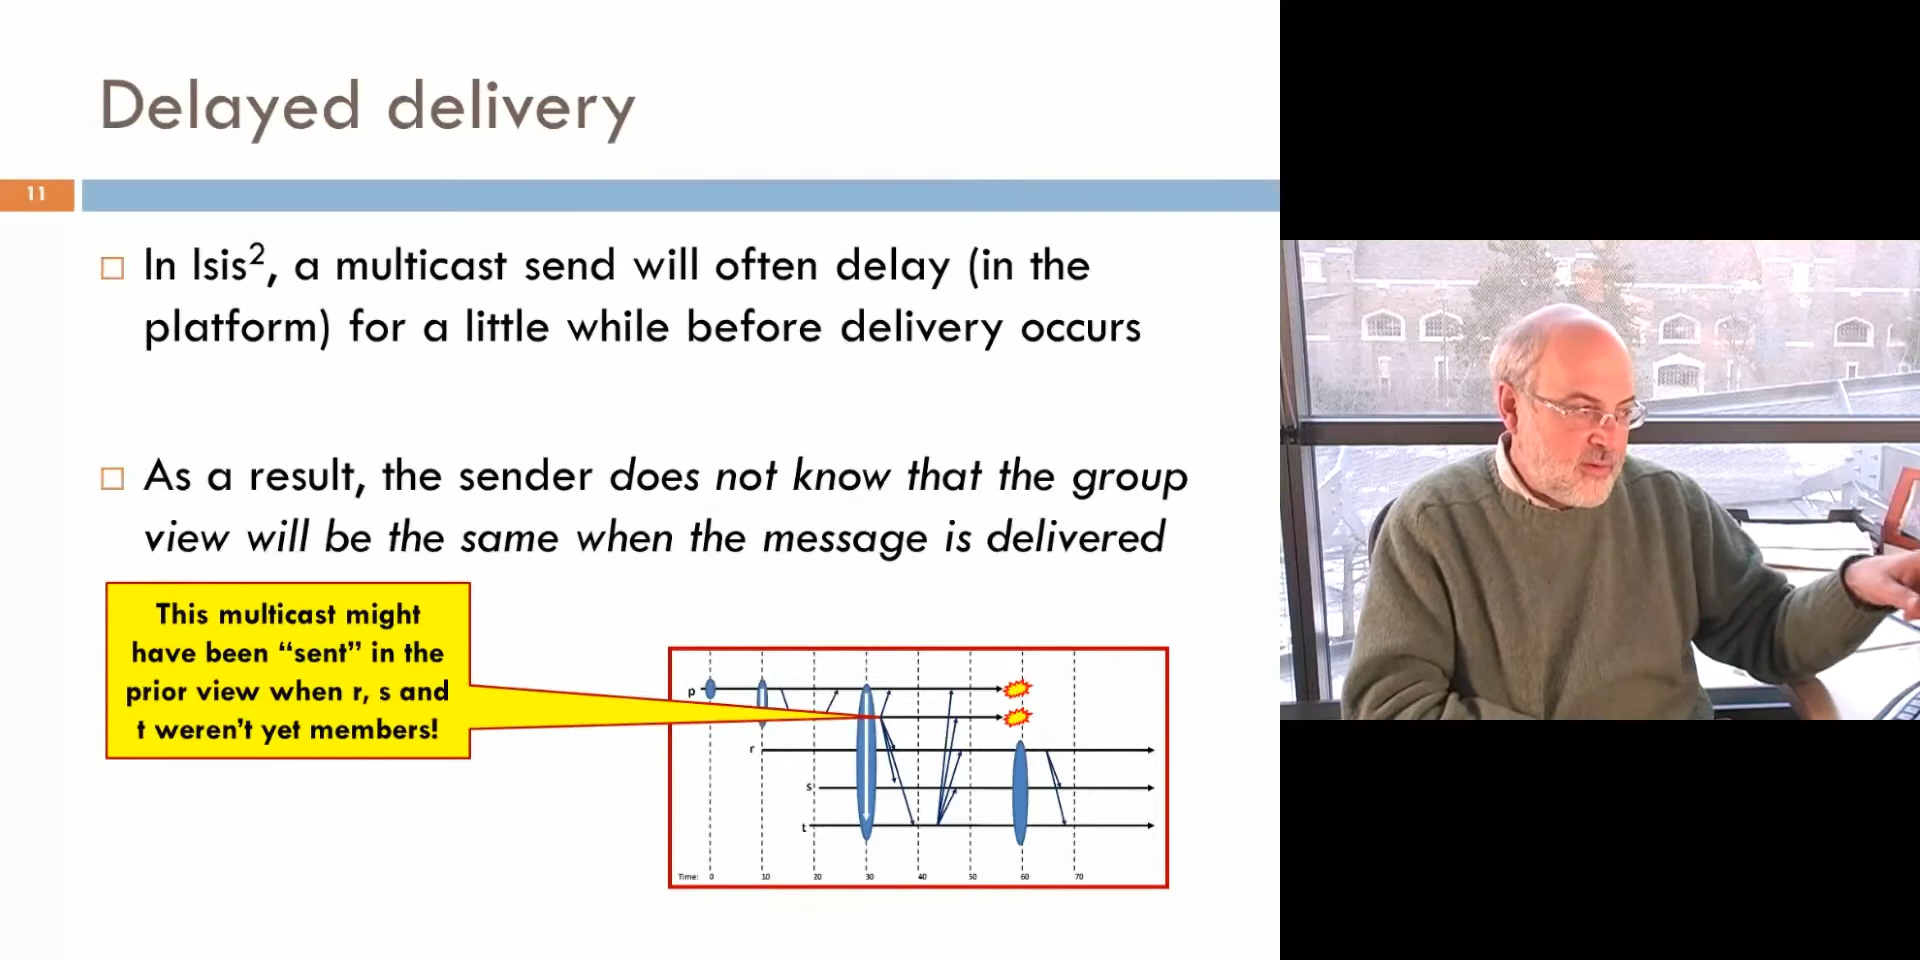 Delayed delivery
11
In Isis², a multicast send will often delay (in the
platform) for a little while before delivery occurs
As a result, the sender does not know that the group
view will be the same when the message is delivered
This multicast might
have been “sent” in the
prior view when r, s and
t weren’t yet members!
p
r
s
t
Time: 0 10 20 30 40 50 60 70